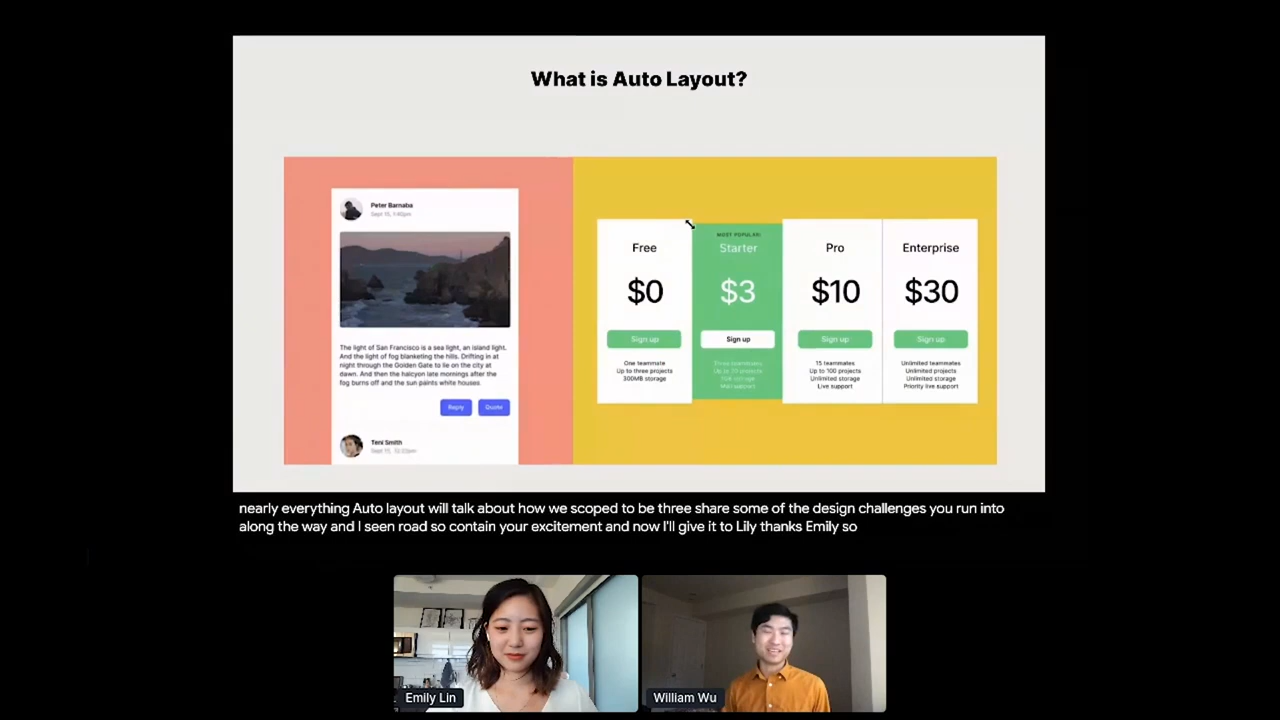 What is Auto Layout?
Peter Barnaba
Sept 15, 1:40pm
The light of San Francisco is a sea light, an island light.
And the light of fog blanketing the hills. Drifting in at
night through the Golden Gate to lie on the city at
dawn. And then the halcyon late mornings after the
fog burns off and the sun paints white houses.
Reply Quote
Teni Smith
Sept 15,
MOST POPULAR!
Free Starter Pro Enterprise
$0 $3 $10 $30
Sign up Sign up Sign up Sign up
One teammate
Up to three projects
300MB storage
15 teammates
Up to 100 projects
Unlimited storage
Live support
Unlimited teammates
Unlimited projects
Unlimited storage
Priority live support
nearly everything Auto layout will talk about how we scoped to be three share some of the design challenges you run into
along the way and I seen road so contain your excitement and now I'll give it to Lily thanks Emily so
Emily Lin
William Wu